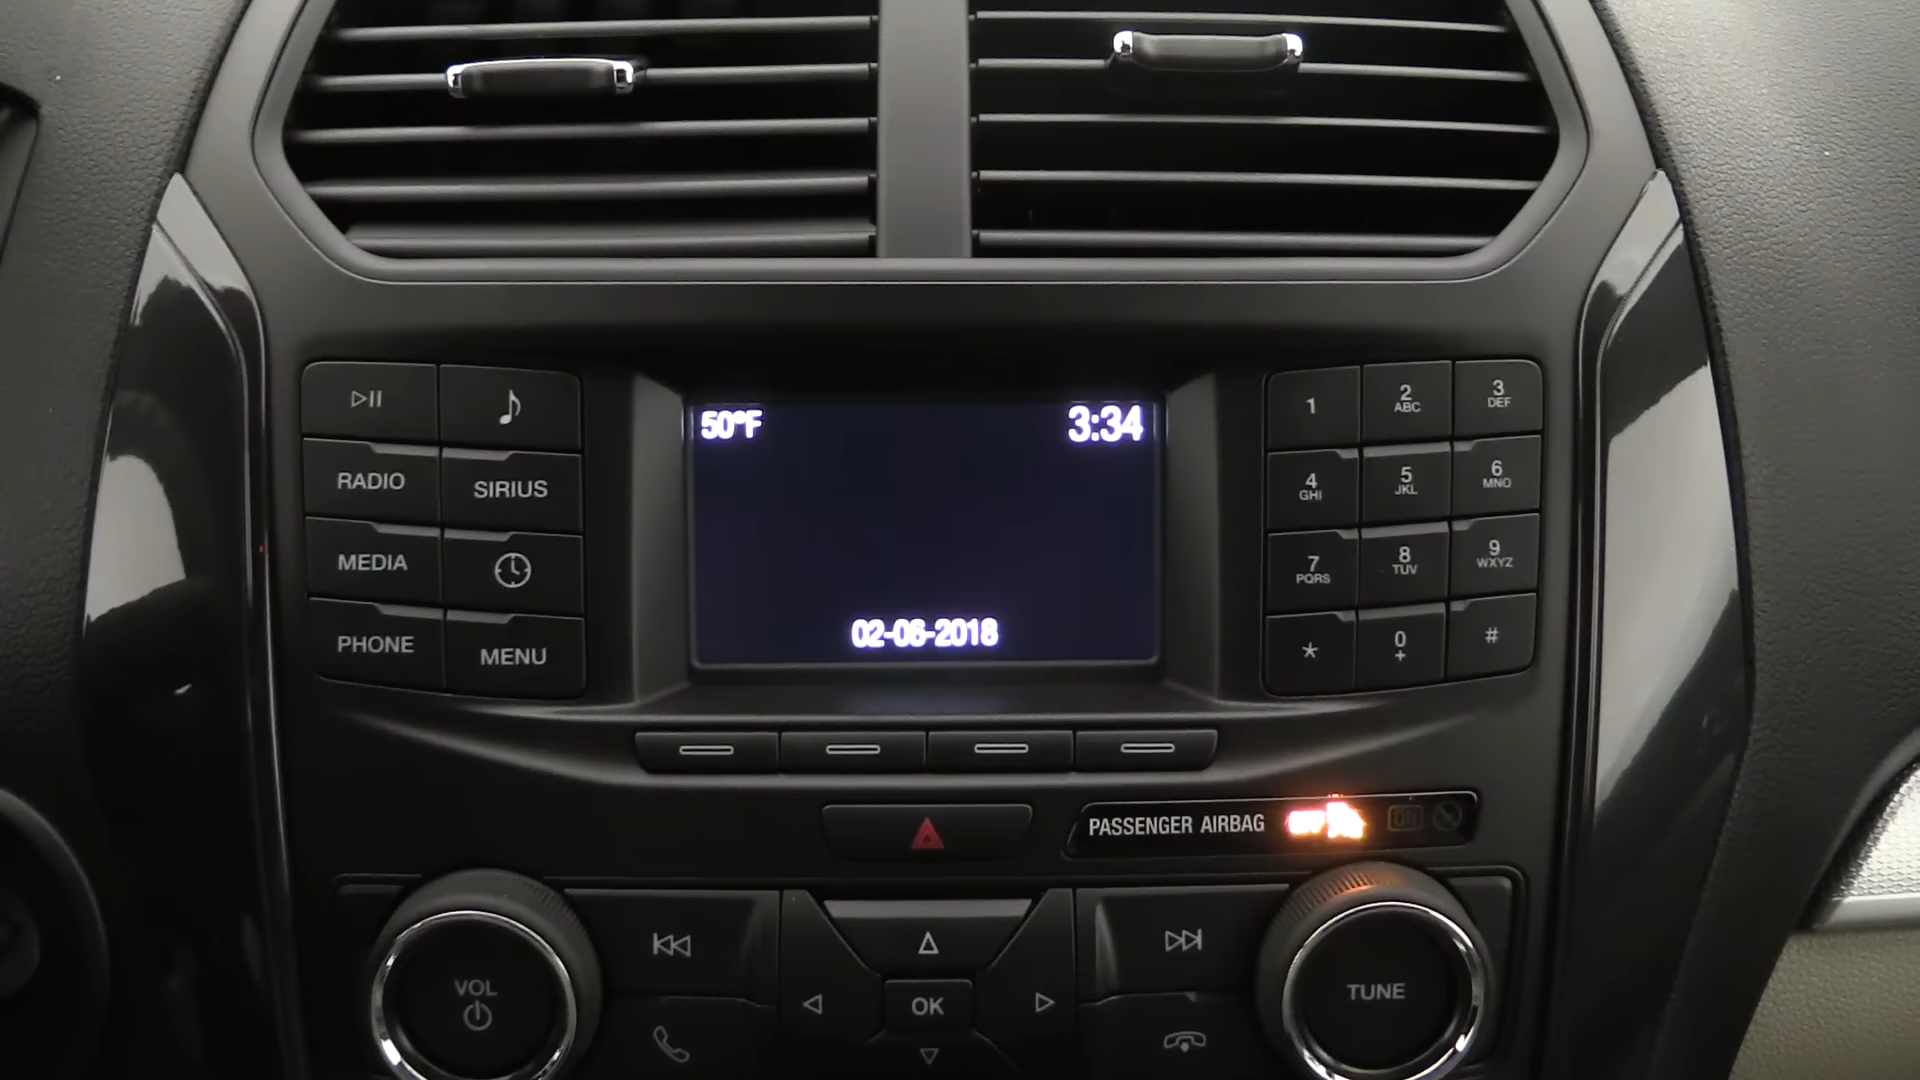 50°F 3:34
02-06-2018
RADIO
SIRIUS
MEDIA
PHONE
MENU
1
2
ABC
3
DEF
4
GHI
5
JKL
6
MNO
7
PQRS
8
TUV
9
WXYZ
*
0
+
#
PASSENGER AIRBAG OFF ON
VOL
OK
TUNE